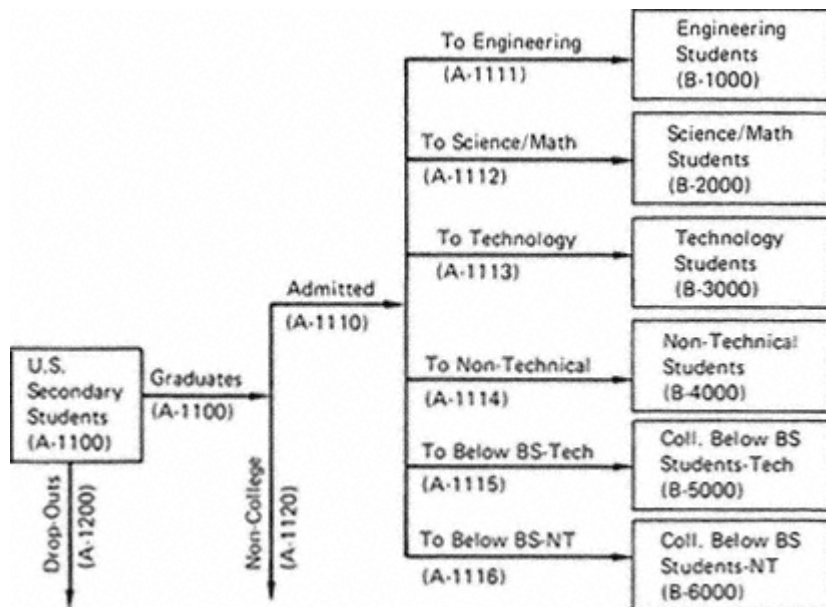 To Engineering
(A-1111)
Engineering
Students
(B-1000)
To Science/Math
(A-1112)
Science/Math
Students
(B-2000)
To Technology
(A-1113)
Technology
Students
(B-3000)
Admitted
(A-1110)
To Non-Technical
(A-1114)
Non-Technical
Students
(B-4000)
U.S.
Secondary
Students
(A-1100)
Graduates
(A-1100)
To Below BS-Tech
(A-1115)
Coll. Below BS
Students-Tech
(B-5000)
Drop-Outs
(A-1200)
Non-College
(A-1120)
To Below BS-NT
(A-1116)
Coll. Below BS
Students-NT
(B-6000)